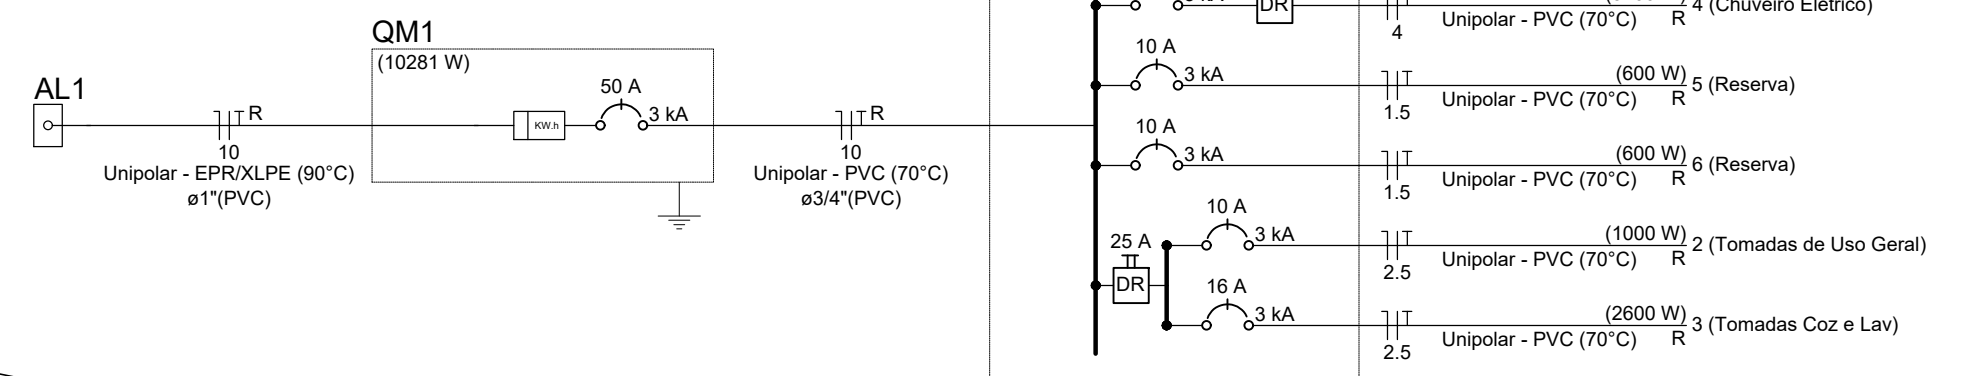 AL1
R
10
Unipolar - EPR/XLPE (90°C)
ø1"(PVC)
QM1
(10281 W)
KW.h
50 A
3 kA
R
10
Unipolar - PVC (70°C)
ø3/4"(PVC)
DR
4
Unipolar - PVC (70°C)
R
4 (Chuveiro Elétrico)
10 A
3 kA
1.5
(600 W)
Unipolar - PVC (70°C)
R
5 (Reserva)
10 A
3 kA
1.5
(600 W)
Unipolar - PVC (70°C)
R
6 (Reserva)
25 A
DR
10 A
3 kA
2.5
(1000 W)
Unipolar - PVC (70°C)
R
2 (Tomadas de Uso Geral)
16 A
3 kA
2.5
(2600 W)
Unipolar - PVC (70°C)
R
3 (Tomadas Coz e Lav)